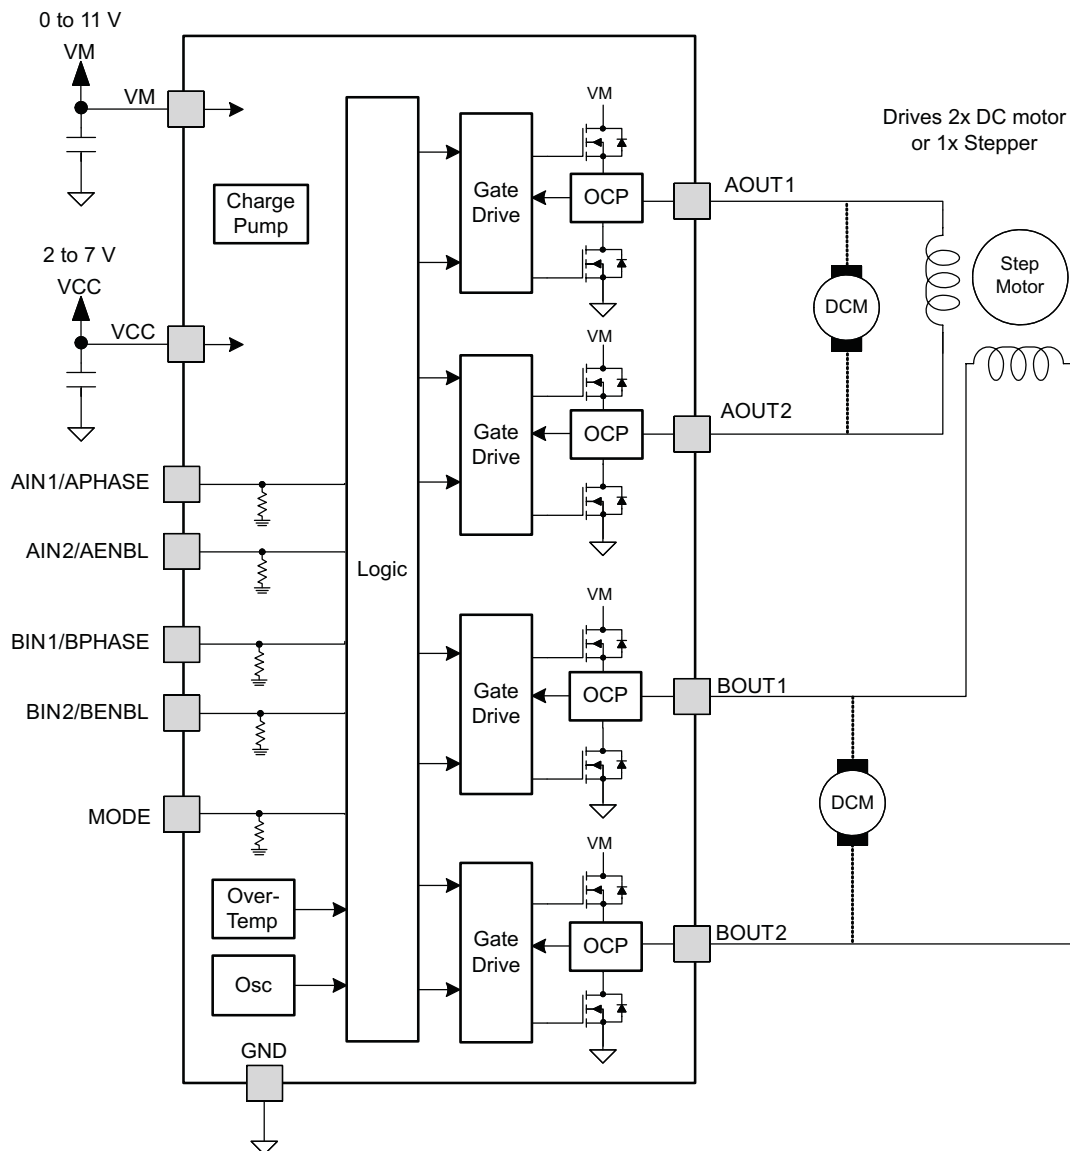 0 to 11 V
VM
VM
Charge
Pump
2 to 7 V
VCC
VCC
AIN1/APHASE
AIN2/AENBL
BIN1/BPHASE
BIN2/BENBL
MODE
Over-
Temp
Osc
GND
Logic
Gate
Drive
VM
OCP
AOUT1
Gate
Drive
VM
OCP
AOUT2
Gate
Drive
VM
OCP
BOUT1
Gate
Drive
VM
OCP
BOUT2
Drives 2x DC motor
or 1x Stepper
DCM
Step
Motor
DCM